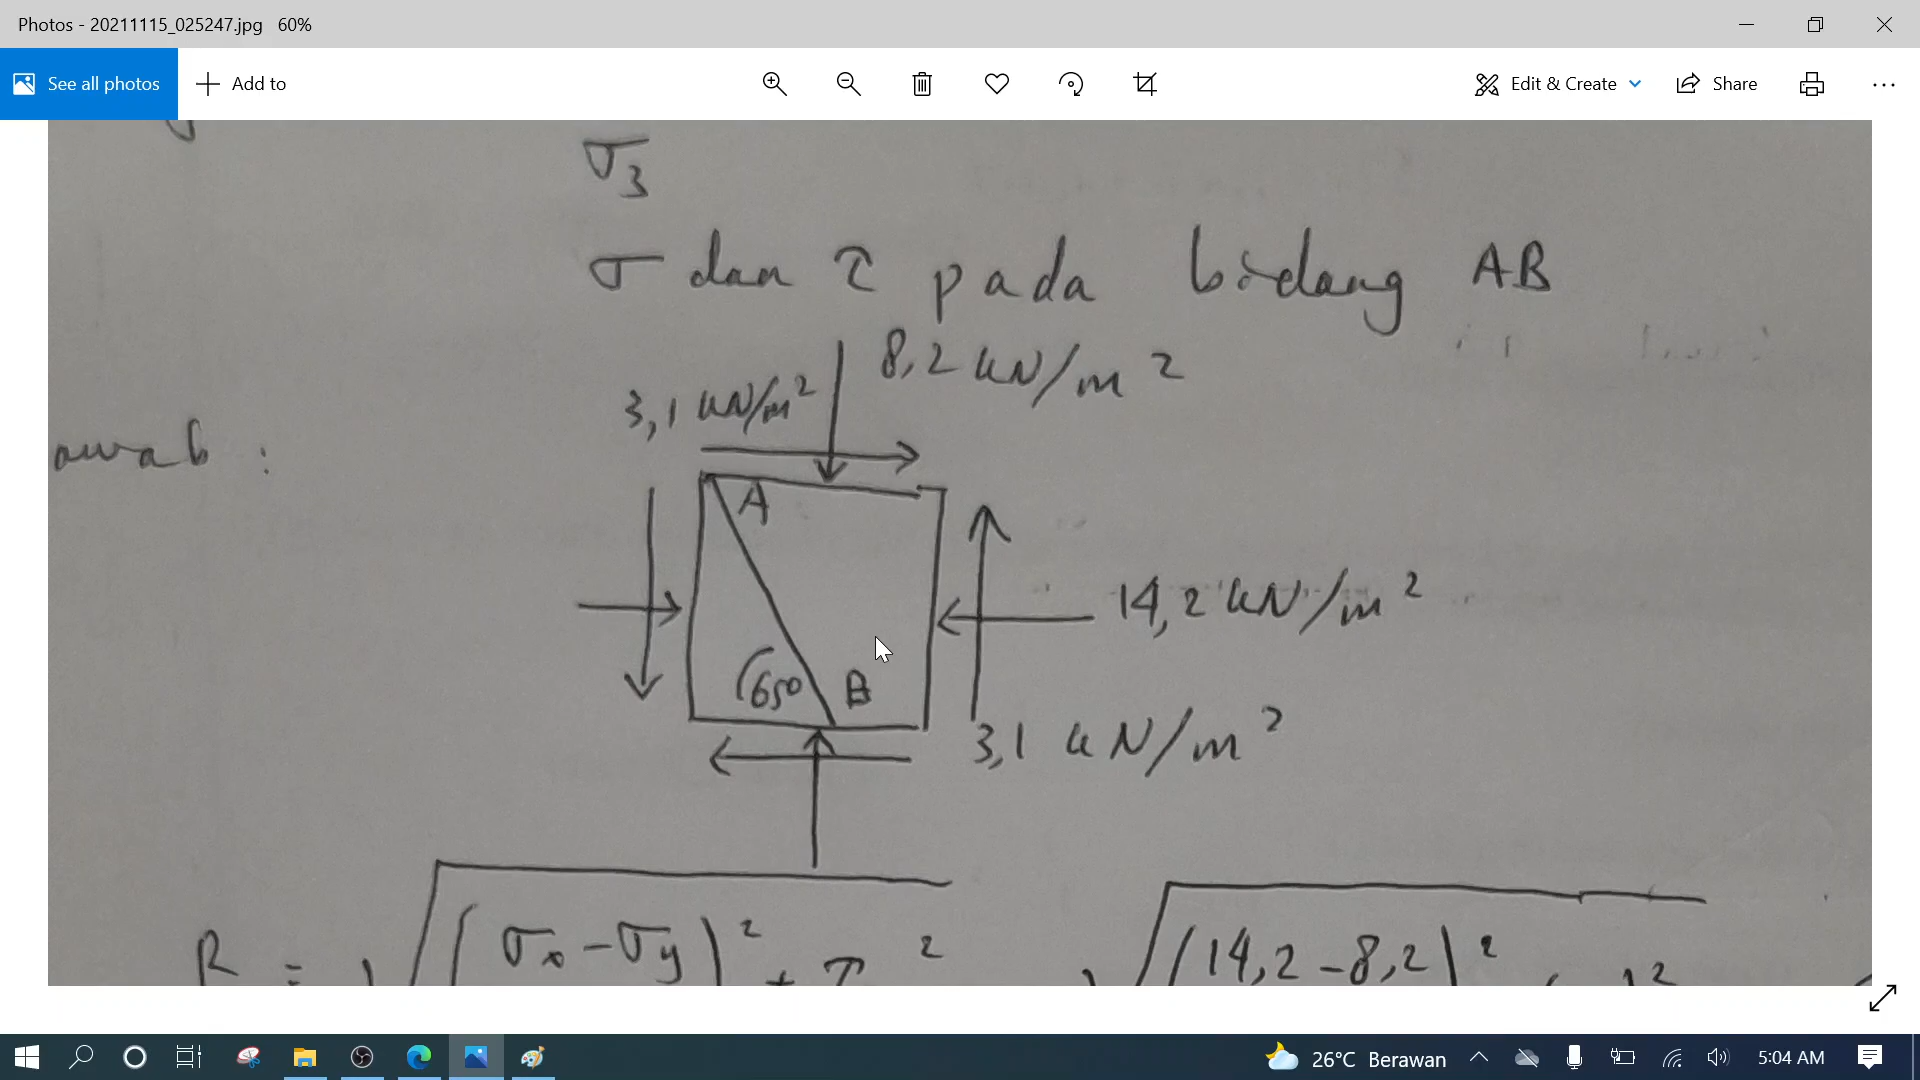 Photos - 20211115_025247.jpg 60%
See all photos
Add to
Edit & Create
Share
σ3
σ dan τ pada bidang AB
8,2 kN/m²
3,1 kN/m²
awab :
A
14,2 kN/m²
65° B
3,1 kN/m²
R = √(σx - σy)² + τ ²
√(14,2 - 8,2)²
26°C Berawan
5:04 AM